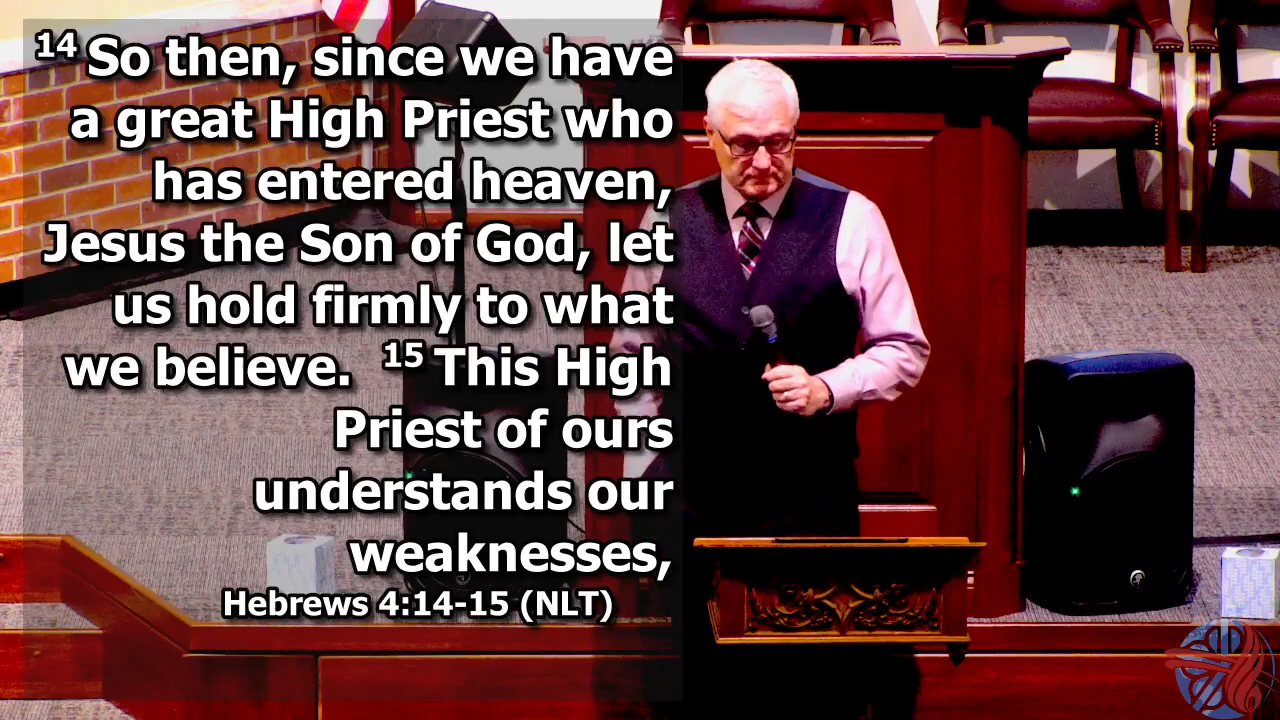 14 So then, since we have
a great High Priest who
has entered heaven,
Jesus the Son of God, let
us hold firmly to what
we believe. 15 This High
Priest of ours
understands our
weaknesses,
Hebrews 4:14-15 (NLT)